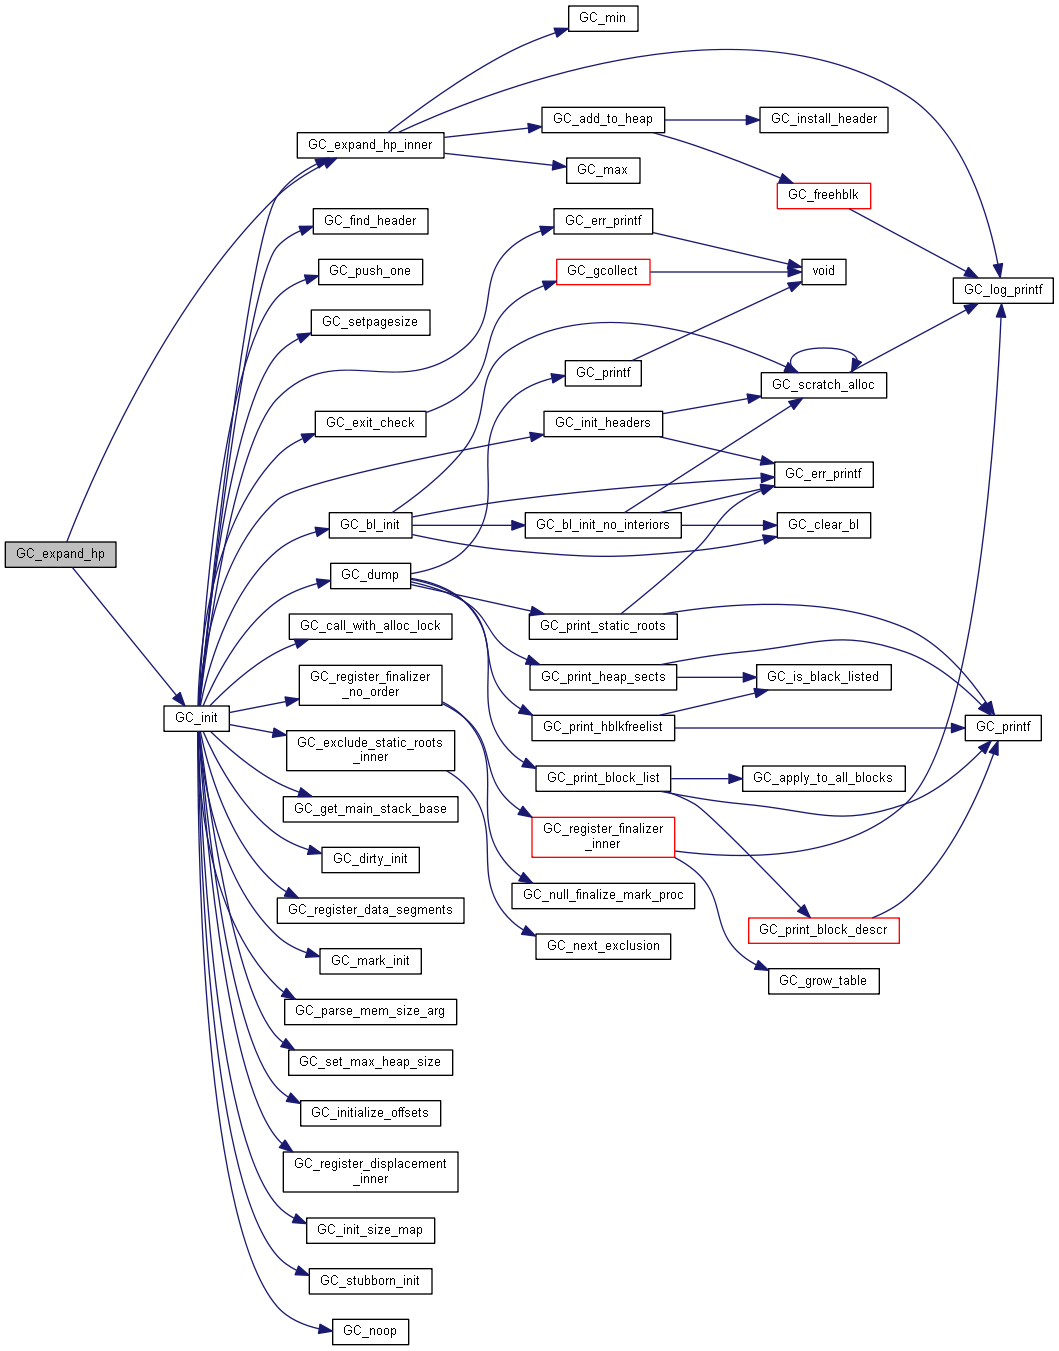 GC_min
GC_expand_hp_inner
GC_add_to_heap
GC_install_header
GC_max
GC_freehblk
GC_find_header
GC_err_printf
GC_push_one
GC_gcollect
void
GC_log_printf
GC_setpagesize
GC_printf
GC_scratch_alloc
GC_exit_check
GC_init_headers
GC_err_printf
GC_bl_init
GC_bl_init_no_interiors
GC_clear_bl
GC_expand_hp
GC_dump
GC_call_with_alloc_lock
GC_print_static_roots
GC_register_finalizer
_no_order
GC_print_heap_sects
GC_is_black_listed
GC_init
GC_print_hblkfreelist
GC_printf
GC_exclude_static_roots
_inner
GC_print_block_list
GC_apply_to_all_blocks
GC_get_main_stack_base
GC_register_finalizer
_inner
GC_dirty_init
GC_null_finalize_mark_proc
GC_register_data_segments
GC_print_block_descr
GC_next_exclusion
GC_mark_init
GC_grow_table
GC_parse_mem_size_arg
GC_set_max_heap_size
GC_initialize_offsets
GC_register_displacement
_inner
GC_init_size_map
GC_stubborn_init
GC_noop